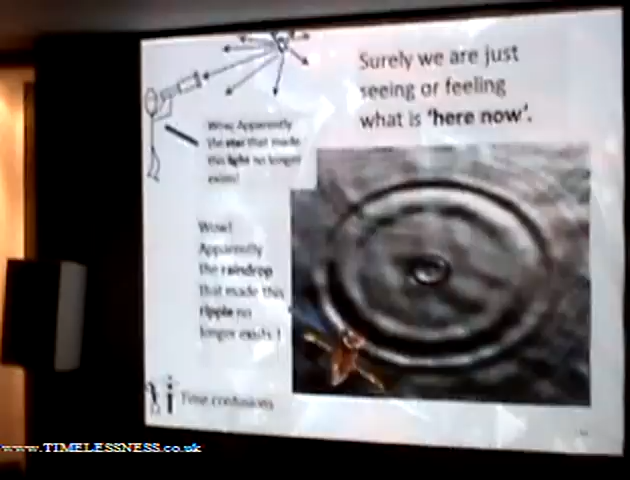 Surely we are just
seeing or feeling
what is 'here now'.
Wow! Apparently
the star that made
this light no longer
exists!
Wow!
Apparently
the raindrop
that made this
ripple no
longer exists !
Time confusions
www.TIMELESSNESS.co.uk